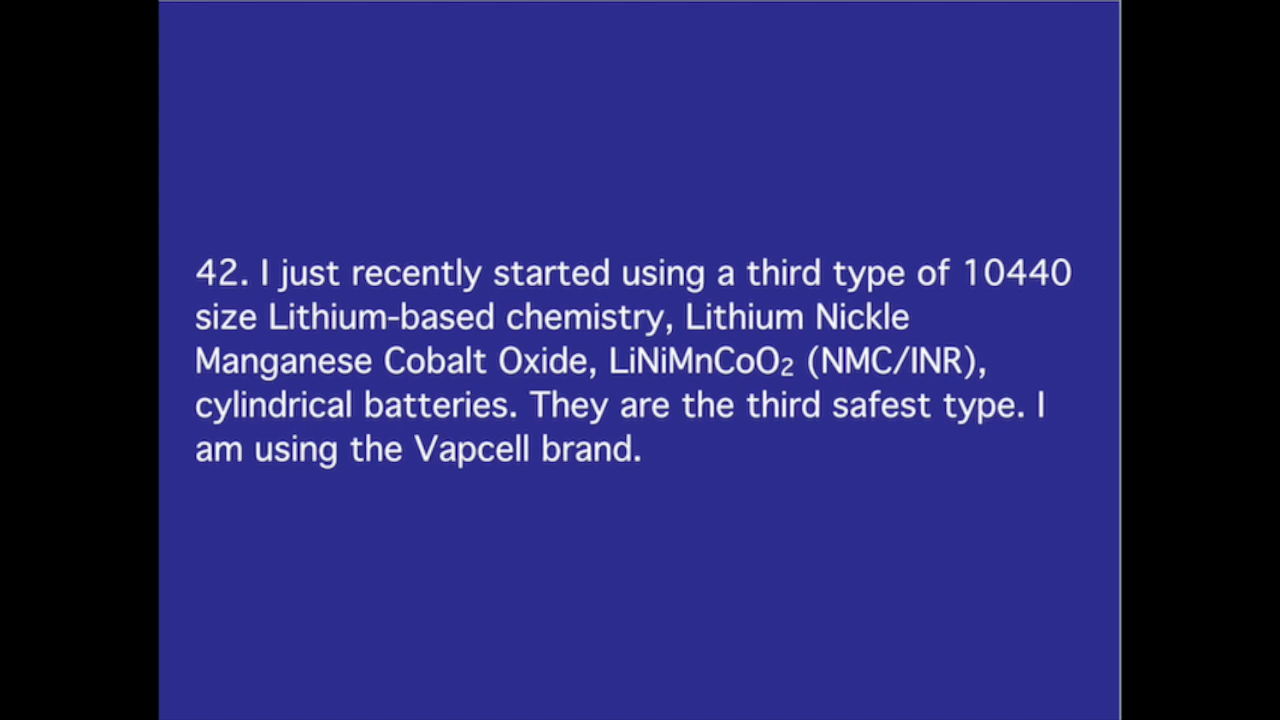 42. I just recently started using a third type of 10440
size Lithium-based chemistry, Lithium Nickle
Manganese Cobalt Oxide, LiNiMnCoO₂ (NMC/INR),
cylindrical batteries. They are the third safest type. I
am using the Vapcell brand.